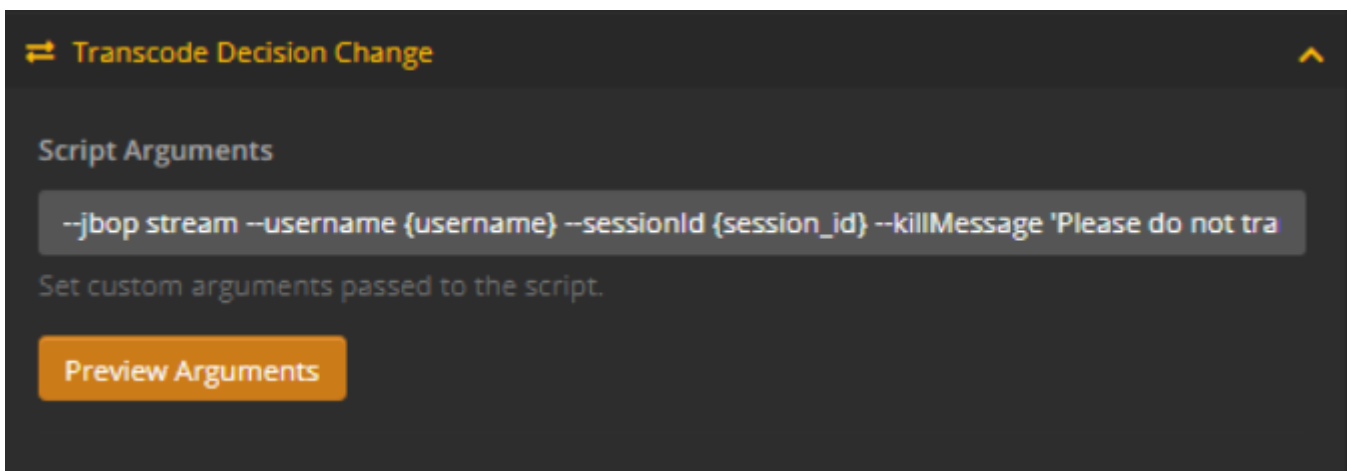 Transcode Decision Change
Script Arguments
--jbop stream --username {username} --sessionId {session_id} --killMessage 'Please do not tra
Set custom arguments passed to the script.
Preview Arguments